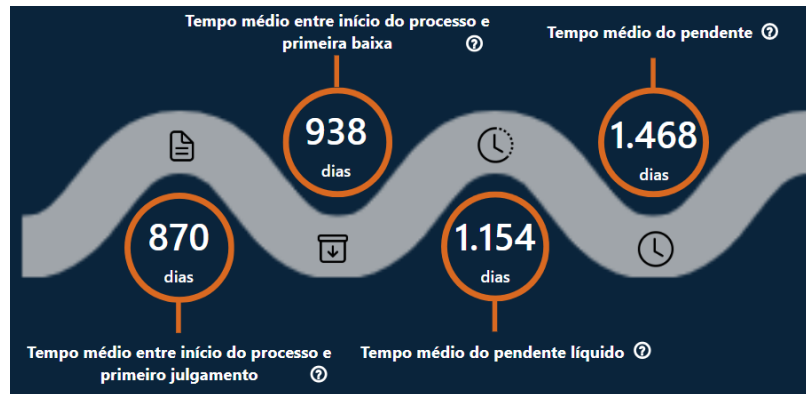 Tempo médio entre início do processo e
primeira baixa
Tempo médio do pendente
938
dias
1.468
dias
870
dias
1.154
dias
Tempo médio entre início do processo e
primeiro julgamento
Tempo médio do pendente líquido